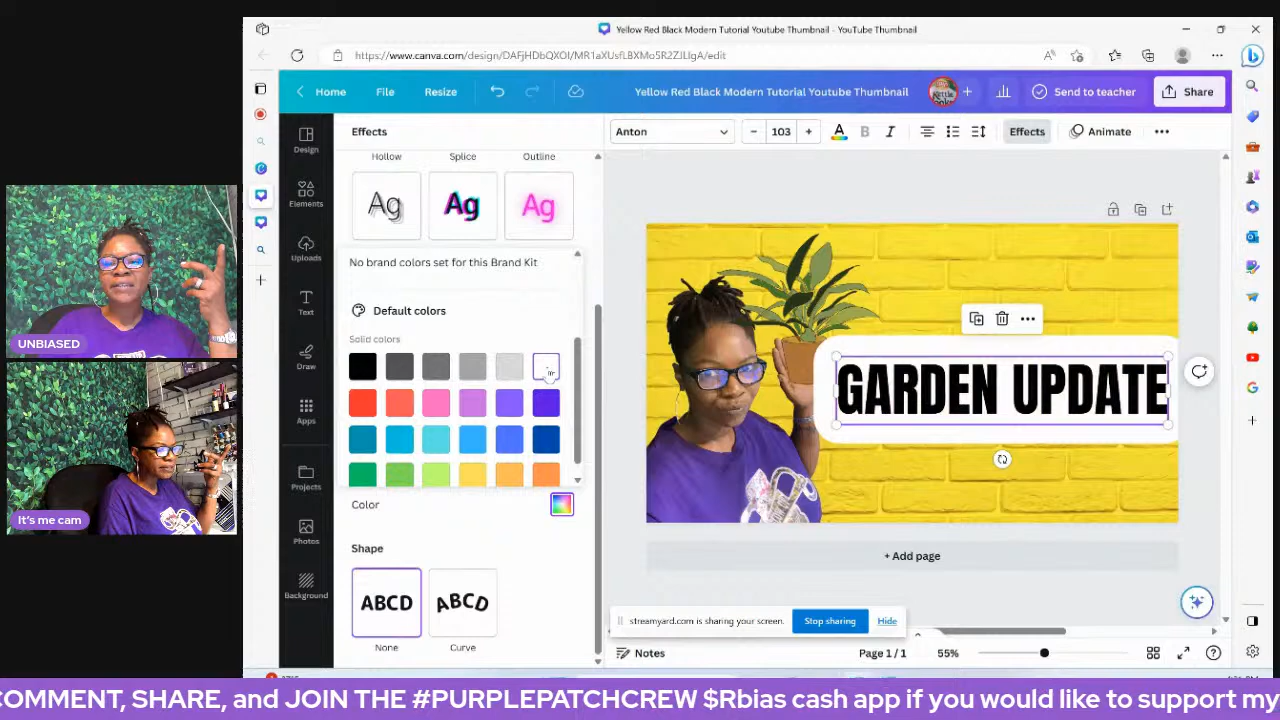 Yellow Red Black Modern Tutorial Youtube Thumbnail - YouTube Thumbnail
https://www.canva.com/design/DAFjHDbQXOI/MR1aXUsfLBXMo5R2ZJLlgA/edit
Home File Resize Yellow Red Black Modern Tutorial Youtube Thumbnail + Send to teacher Share
Effects
Anton
- 103 +
A B I Effects Animate
Design
Elements
Uploads
Text
Draw
Apps
Projects
Photos
Background
Hollow Splice Outline
Ag Ag Ag
No brand colors set for this Brand Kit
Default colors
Solid colors
Color
Shape
ABCD ABCD
None Curve
GARDEN UPDATE
+ Add page
streamyard.com is sharing your screen. Stop sharing Hide
Notes Page 1 / 1 55%
UNBIASED
It's me cam
COMMENT, SHARE, and JOIN THE #PURPLEPATCHCREW $Rbias cash app if you would like to support my